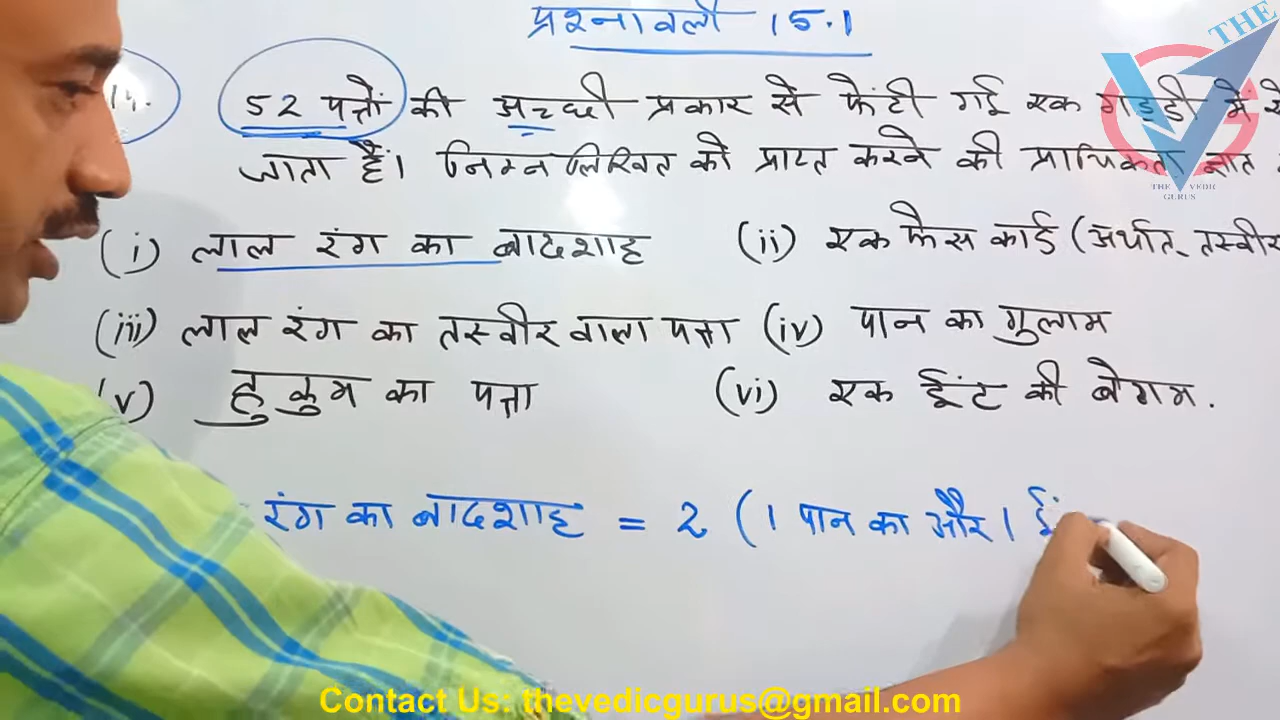 प्रश्नावली 15.1
14. 52 पत्तों की अच्छी प्रकार से फैंटी गई एक गड्डी में से
जाता हैं। निम्नलिखित को प्राप्त करने की प्रायिकता ज्ञात
(i) लाल रंग का बादशाह (ii) एक फैस कार्ड (अर्थात् तस्वीर
(iii) लाल रंग का तस्वीर वाला पत्ता (iv) पान का गुलाम
(v) हुकुम का पत्ता (vi) एक ईंट की बेगम.
रंग का बादशाह = 2 (1 पान का और 1
THE
THE VEDIC
GURUS
Contact Us: thevedicgurus@gmail.com